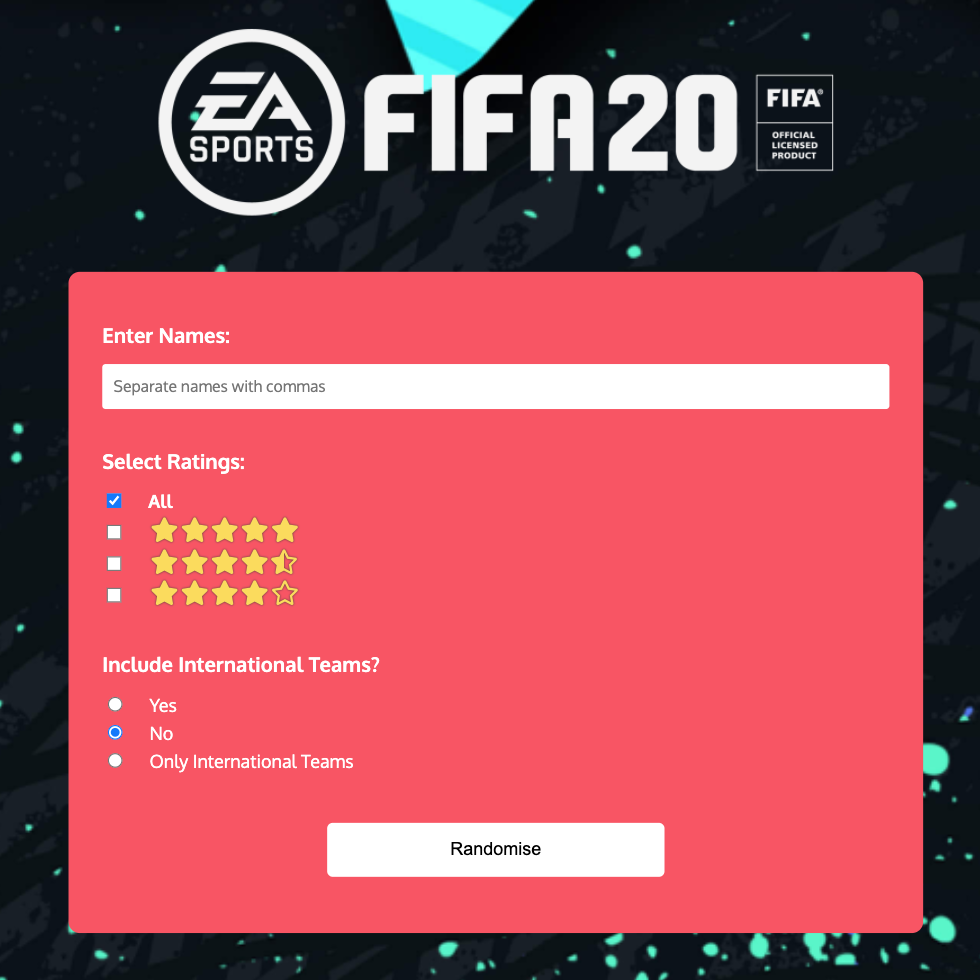 EA
SPORTS
FIFA20
FIFA®
OFFICIAL
LICENSED
PRODUCT
Enter Names:
Separate names with commas
Select Ratings:
All
Include International Teams?
Yes
No
Only International Teams
Randomise